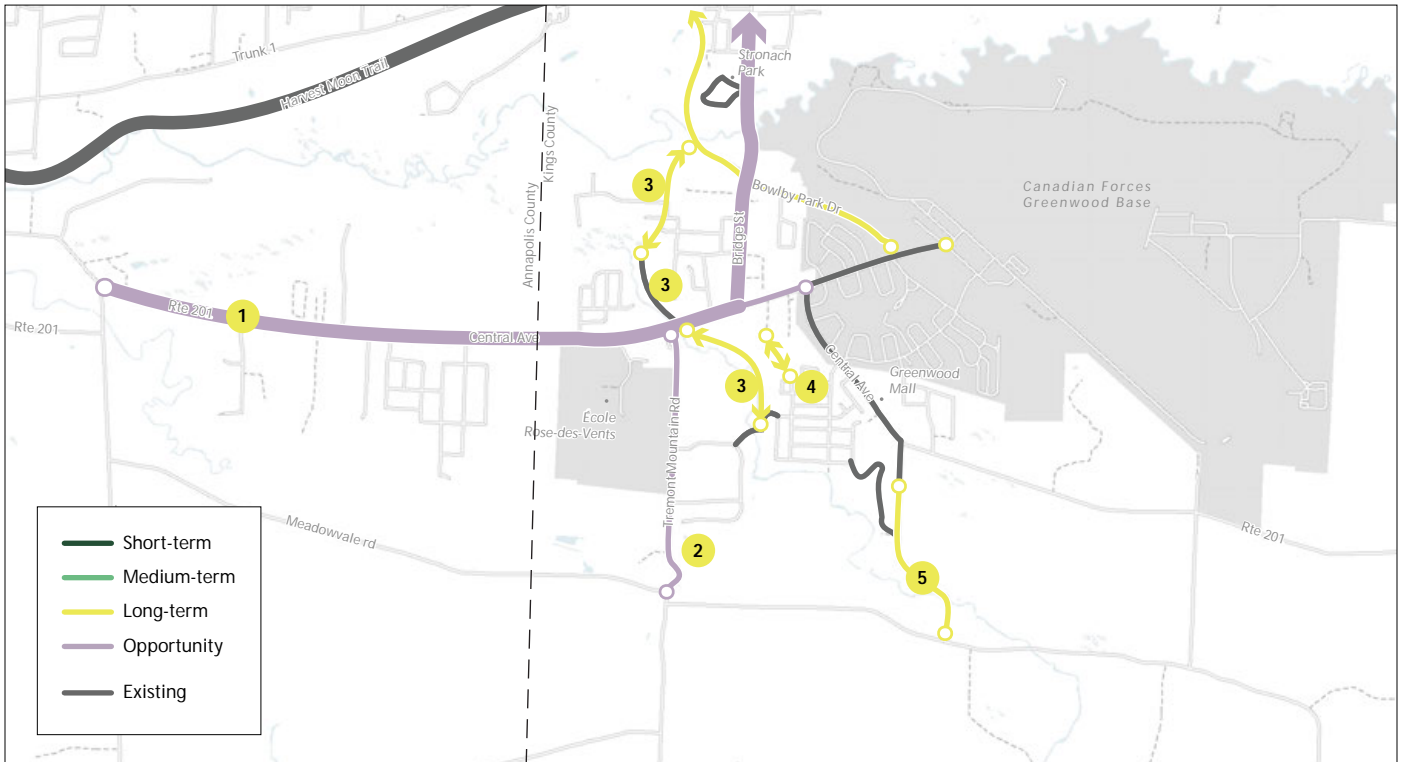 Trunk 1
Harvest Moon Trail
Stronach
Park
Kings County
Annapolis County
Canadian Forces
Greenwood Base
3
Bowlby Park Dr
Bridge St
3
Rte 201
1
Rte 201
Central Ave
Central Ave
3
4
Greenwood
Mall
École
Rose-des-Vents
Tremont Mountain Rd
Meadowvale rd
Rte 201
2
5
Short-term
Medium-term
Long-term
Opportunity
Existing